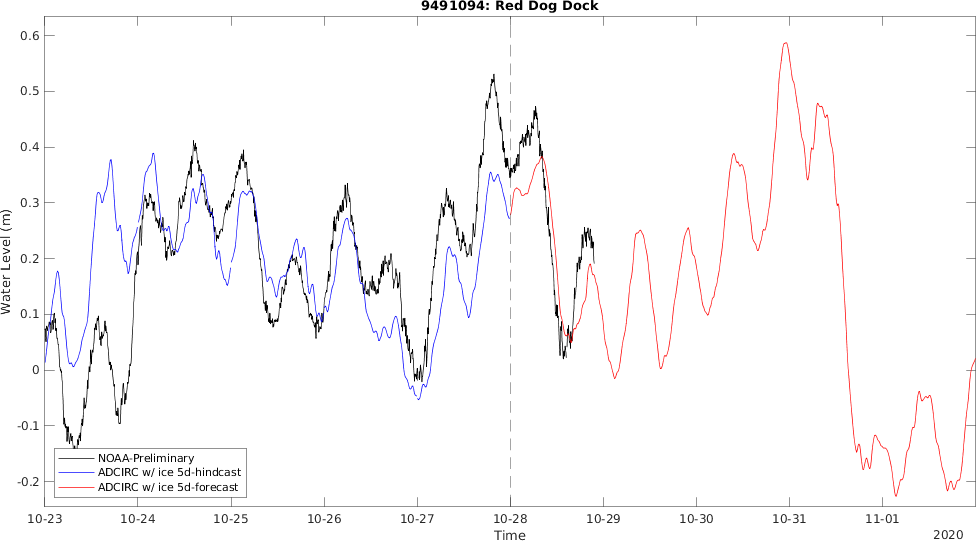 9491094: Red Dog Dock
Water Level (m)
0.6
0.5
0.4
0.3
0.2
0.1
0
-0.1
-0.2
NOAA-Preliminary
ADCIRC w/ ice 5d-hindcast
ADCIRC w/ ice 5d-forecast
10-23 10-24 10-25 10-26 10-27 10-28 10-29 10-30 10-31 11-01
Time
2020